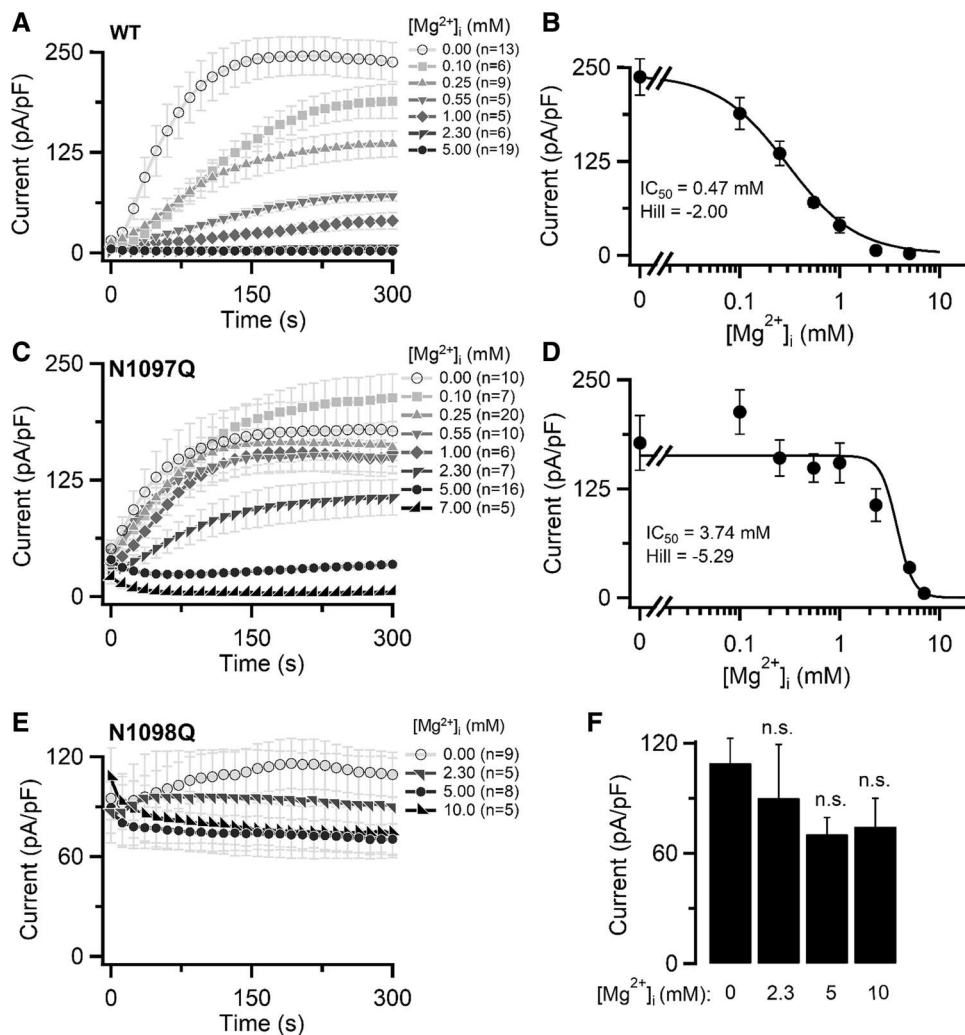 A
WT
Current (pA/pF)
250
125
0
0
150
300
Time (s)
[Mg²⁺]ᵢ (mM)
0.00 (n=13)
0.10 (n=6)
0.25 (n=9)
0.55 (n=5)
1.00 (n=5)
2.30 (n=6)
5.00 (n=19)
B
Current (pA/pF)
250
125
0
IC₅₀ = 0.47 mM
Hill = -2.00
0
0.1
1
10
[Mg²⁺]ᵢ (mM)
C
N1097Q
Current (pA/pF)
250
125
0
0
150
300
Time (s)
[Mg²⁺]ᵢ (mM)
0.00 (n=10)
0.10 (n=7)
0.25 (n=20)
0.55 (n=10)
1.00 (n=6)
2.30 (n=7)
5.00 (n=16)
7.00 (n=5)
D
Current (pA/pF)
250
125
0
IC₅₀ = 3.74 mM
Hill = -5.29
0
0.1
1
10
[Mg²⁺]ᵢ (mM)
E
N1098Q
Current (pA/pF)
120
60
0
0
150
300
Time (s)
[Mg²⁺]ᵢ (mM)
0.00 (n=9)
2.30 (n=5)
5.00 (n=8)
10.0 (n=5)
F
Current (pA/pF)
120
60
0
n.s.
n.s.
n.s.
[Mg²⁺]ᵢ (mM): 0 2.3 5 10